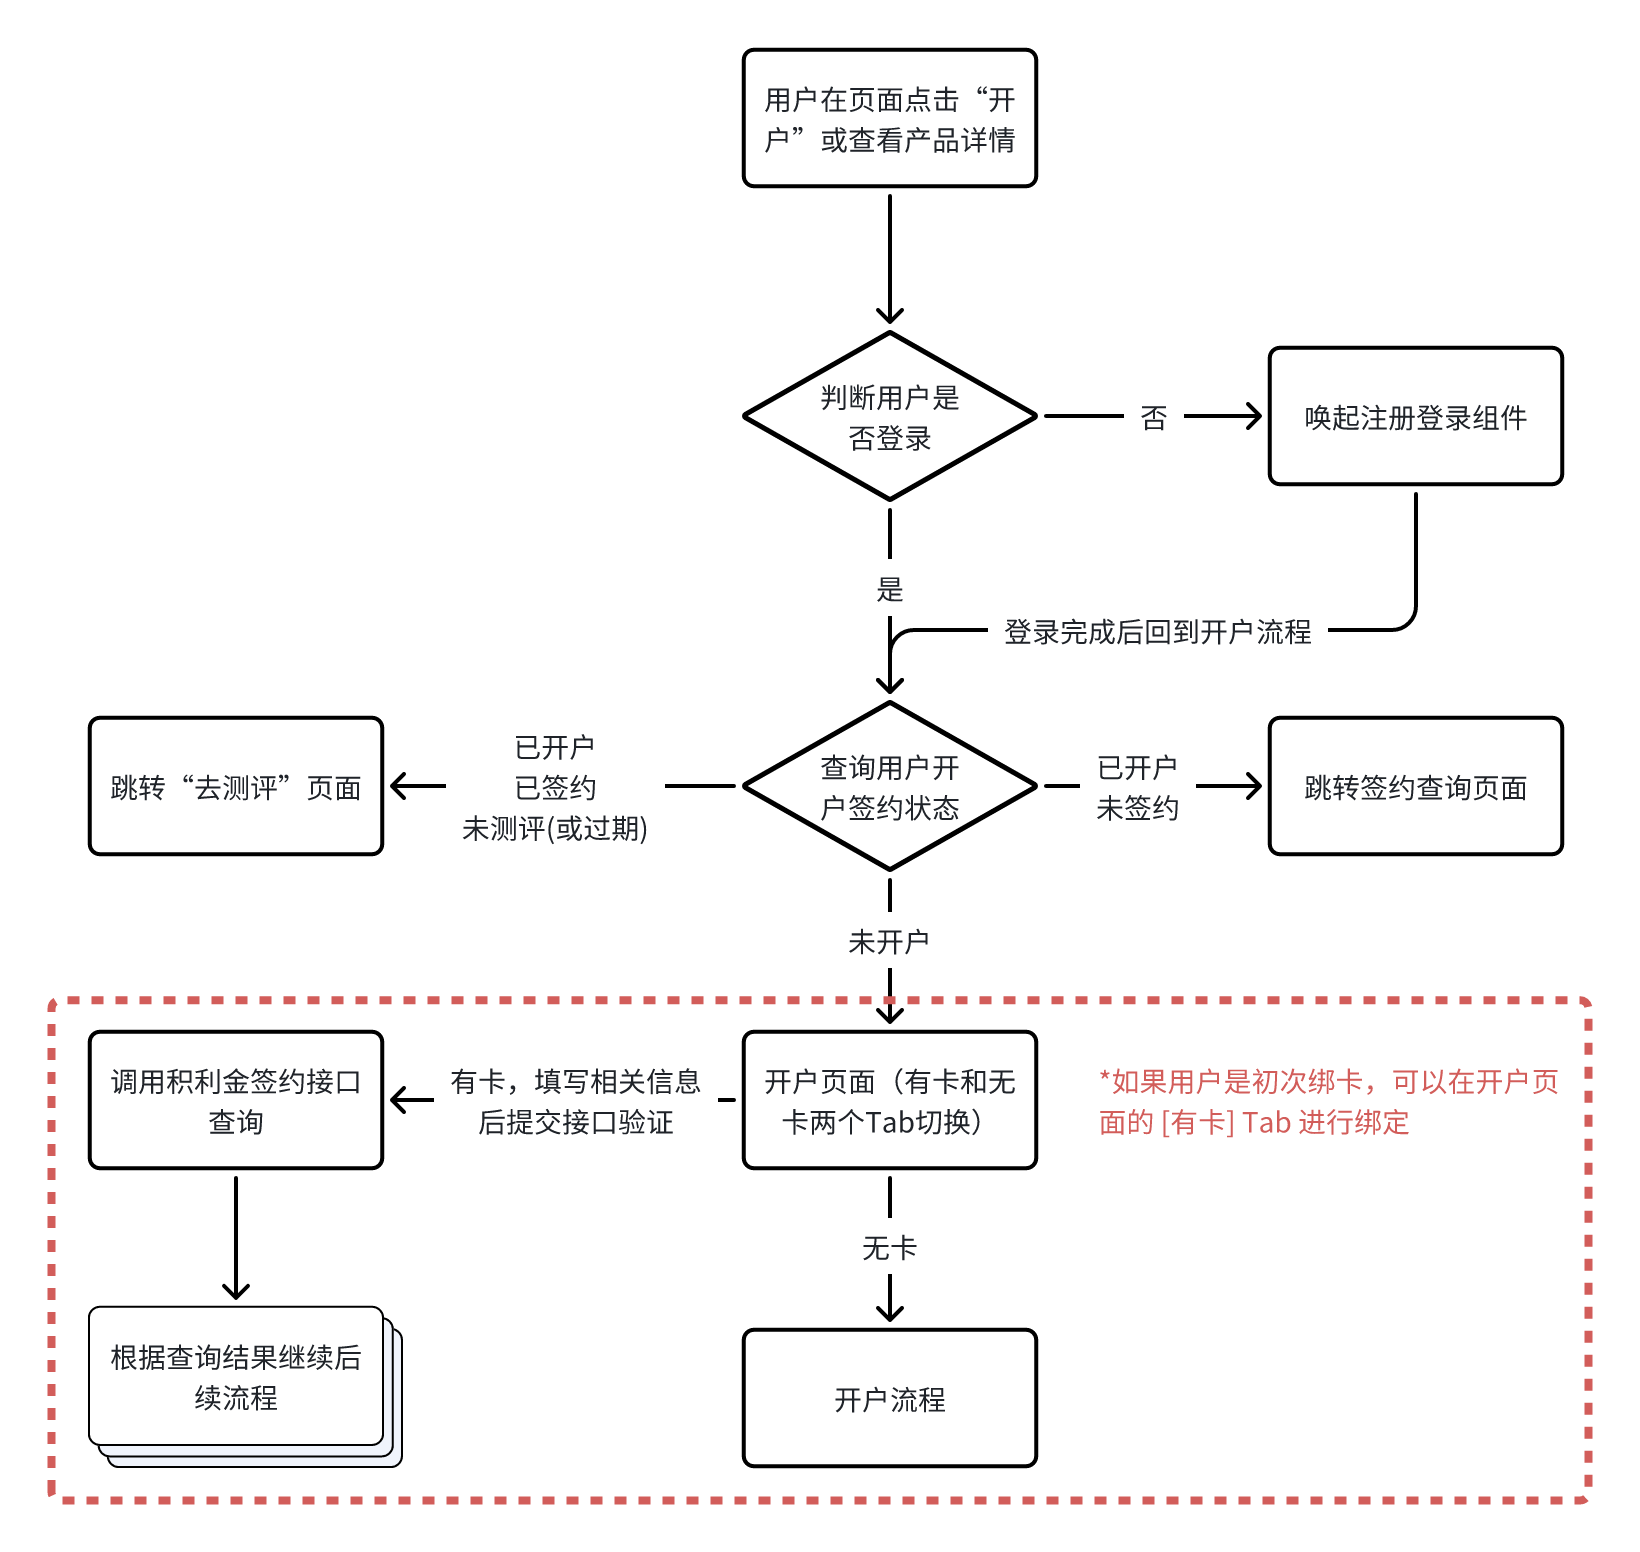 用户在页面点击“开
户”或查看产品详情
判断用户是
否登录
否
唤起注册登录组件
是
登录完成后回到开户流程
跳转“去测评”页面
已开户
已签约
未测评(或过期)
查询用户开
户签约状态
已开户
未签约
跳转签约查询页面
未开户
调用积利金签约接口
查询
有卡，填写相关信息
后提交接口验证
开户页面（有卡和无
卡两个Tab切换）
*如果用户是初次绑卡，可以在开户页
面的 [有卡] Tab 进行绑定
无卡
根据查询结果继续后
续流程
开户流程